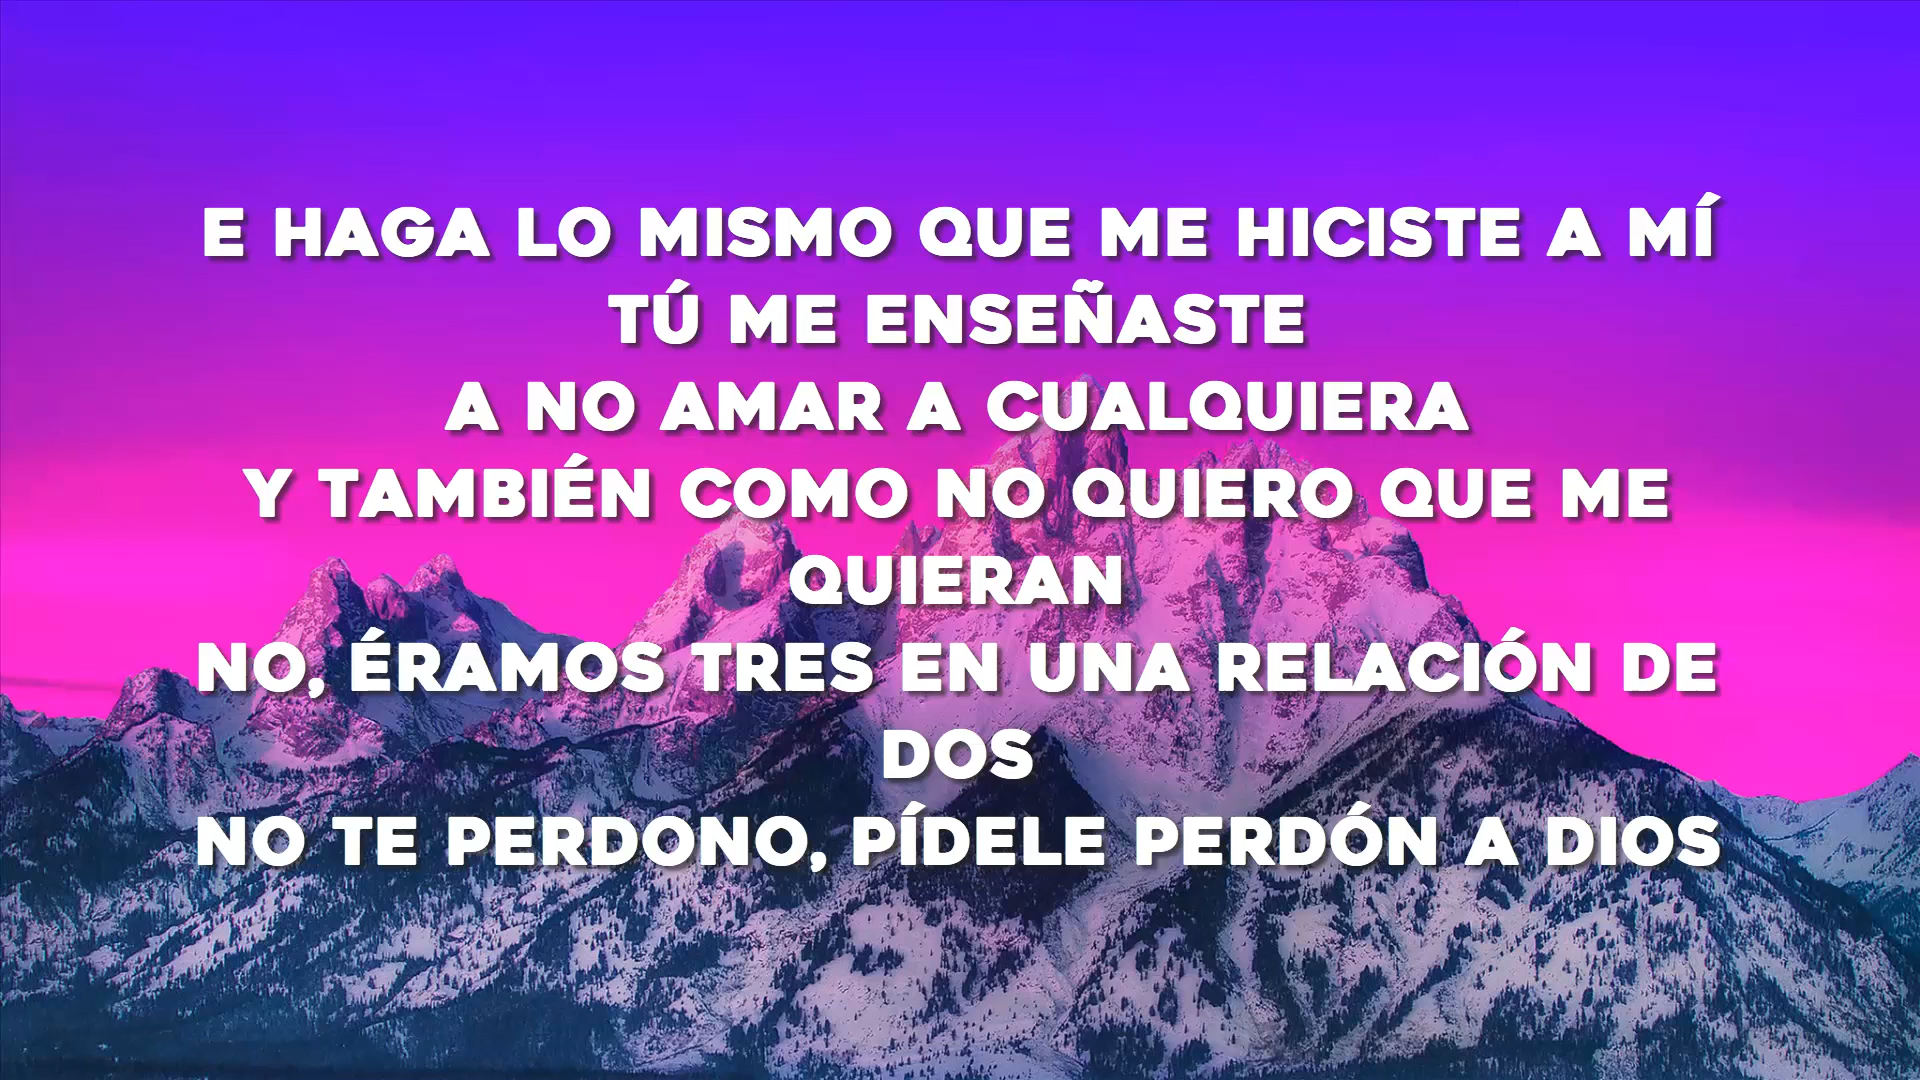 E HAGA LO MISMO QUE ME HICISTE A MÍ
TÚ ME ENSEÑASTE
A NO AMAR A CUALQUIERA
Y TAMBIÉN COMO NO QUIERO QUE ME
QUIERAN
NO, ÉRAMOS TRES EN UNA RELACIÓN DE
DOS
NO TE PERDONO, PÍDELE PERDÓN A DIOS